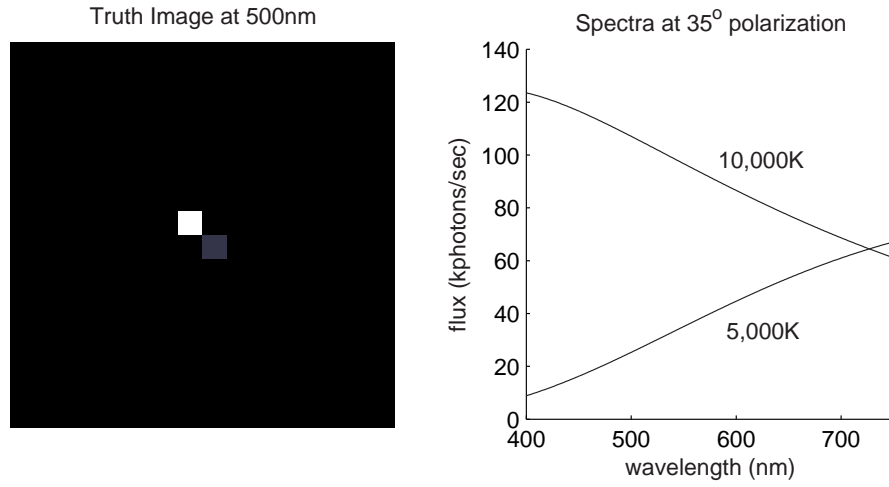 Truth Image at 500nm
Spectra at 35o polarization
flux (kphotons/sec)
140
120
100
80
60
40
20
0
10,000K
5,000K
400 500 600 700
wavelength (nm)